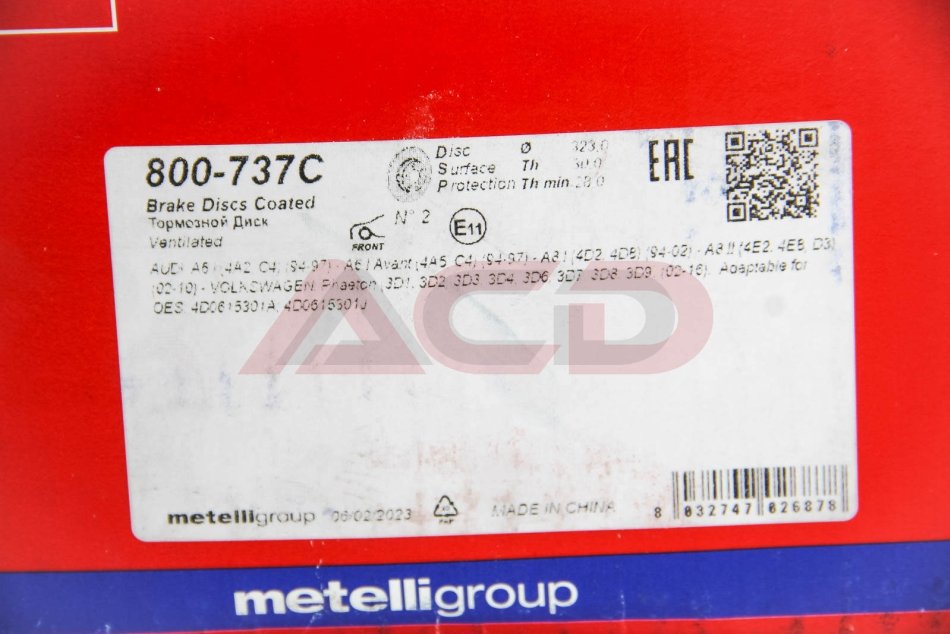 800-737C
Brake Discs Coated
Тормозной Диск
Ventilated
Disc Ø 323,0
Surface Th 30,0
Protection Th min. 28,0
EAC
FRONT
N° 2
E11
AUDI: A6 I (4A2, C4) (94-97) - A6 I Avant (4A5, C4) (94-97) - A8 I (4D2, 4D8) (94-02) - A8 II (4E2, 4E8, D3)
(02-10) - VOLKSWAGEN: Phaeton (3D1, 3D2, 3D3, 3D4, 3D6, 3D7, 3D8, 3D9, (02-16). Adaptable for
OES: 4D0615301A, 4D0615301J
ACD
metelligroup 06/02/2023
PAP
MADE IN CHINA
8 032747 026878
metelligroup